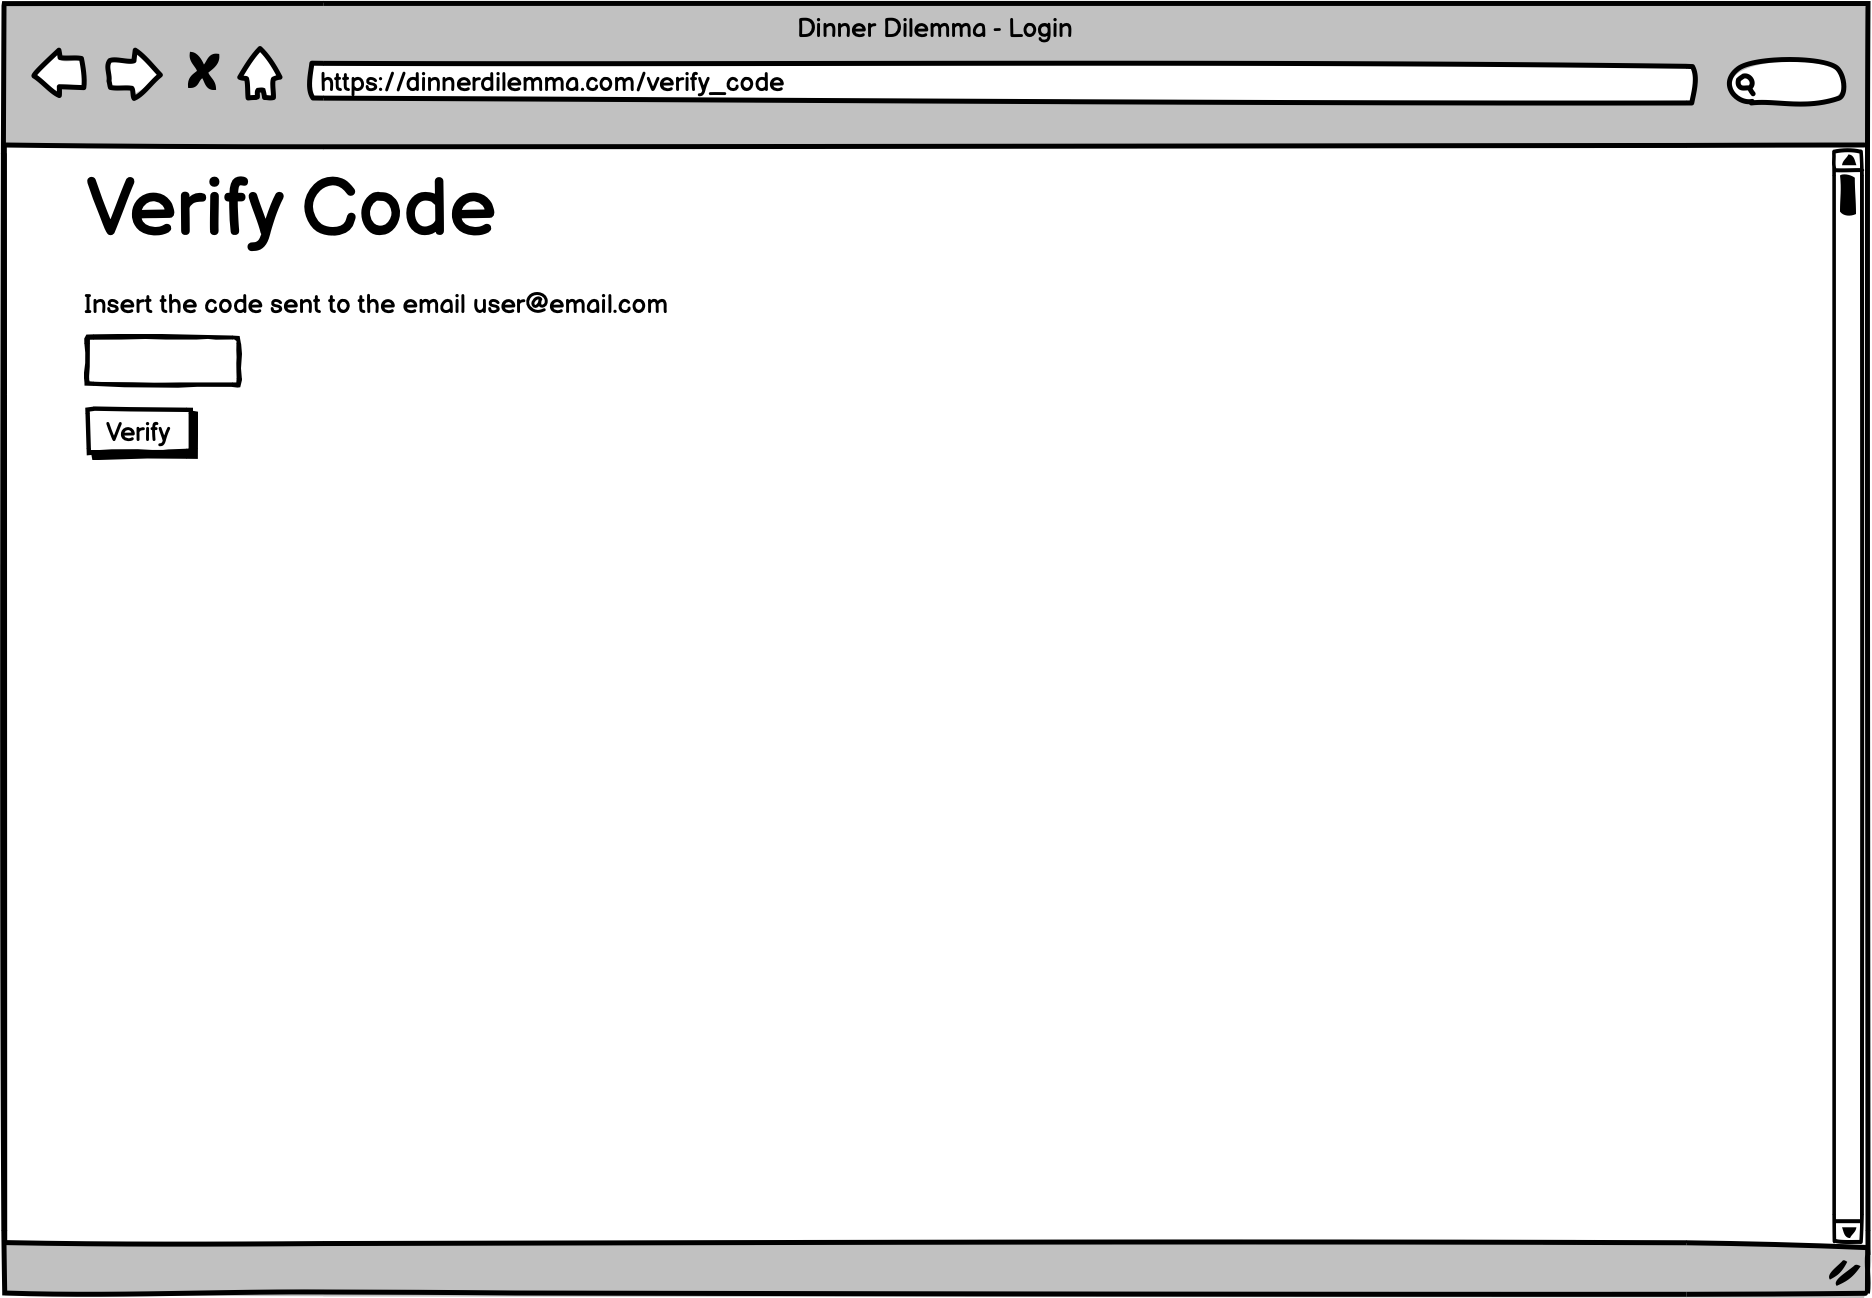 Dinner Dilemma - Login
https://dinnerdilemma.com/verify_code
Verify Code
Insert the code sent to the email user@email.com
Verify